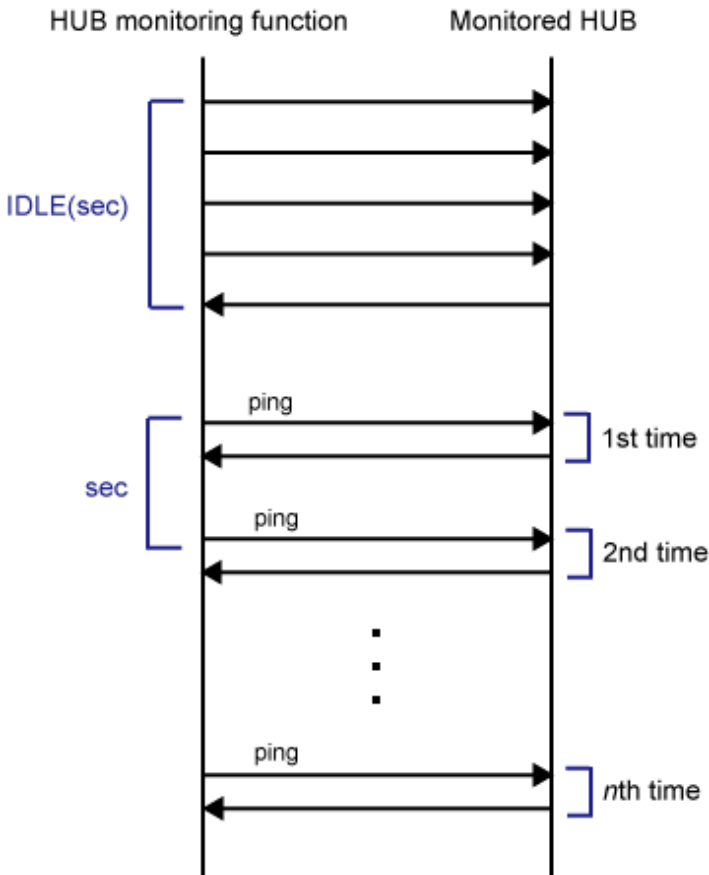 HUB monitoring function
Monitored HUB
IDLE(sec)
ping
1st time
sec
ping
2nd time
ping
nth time